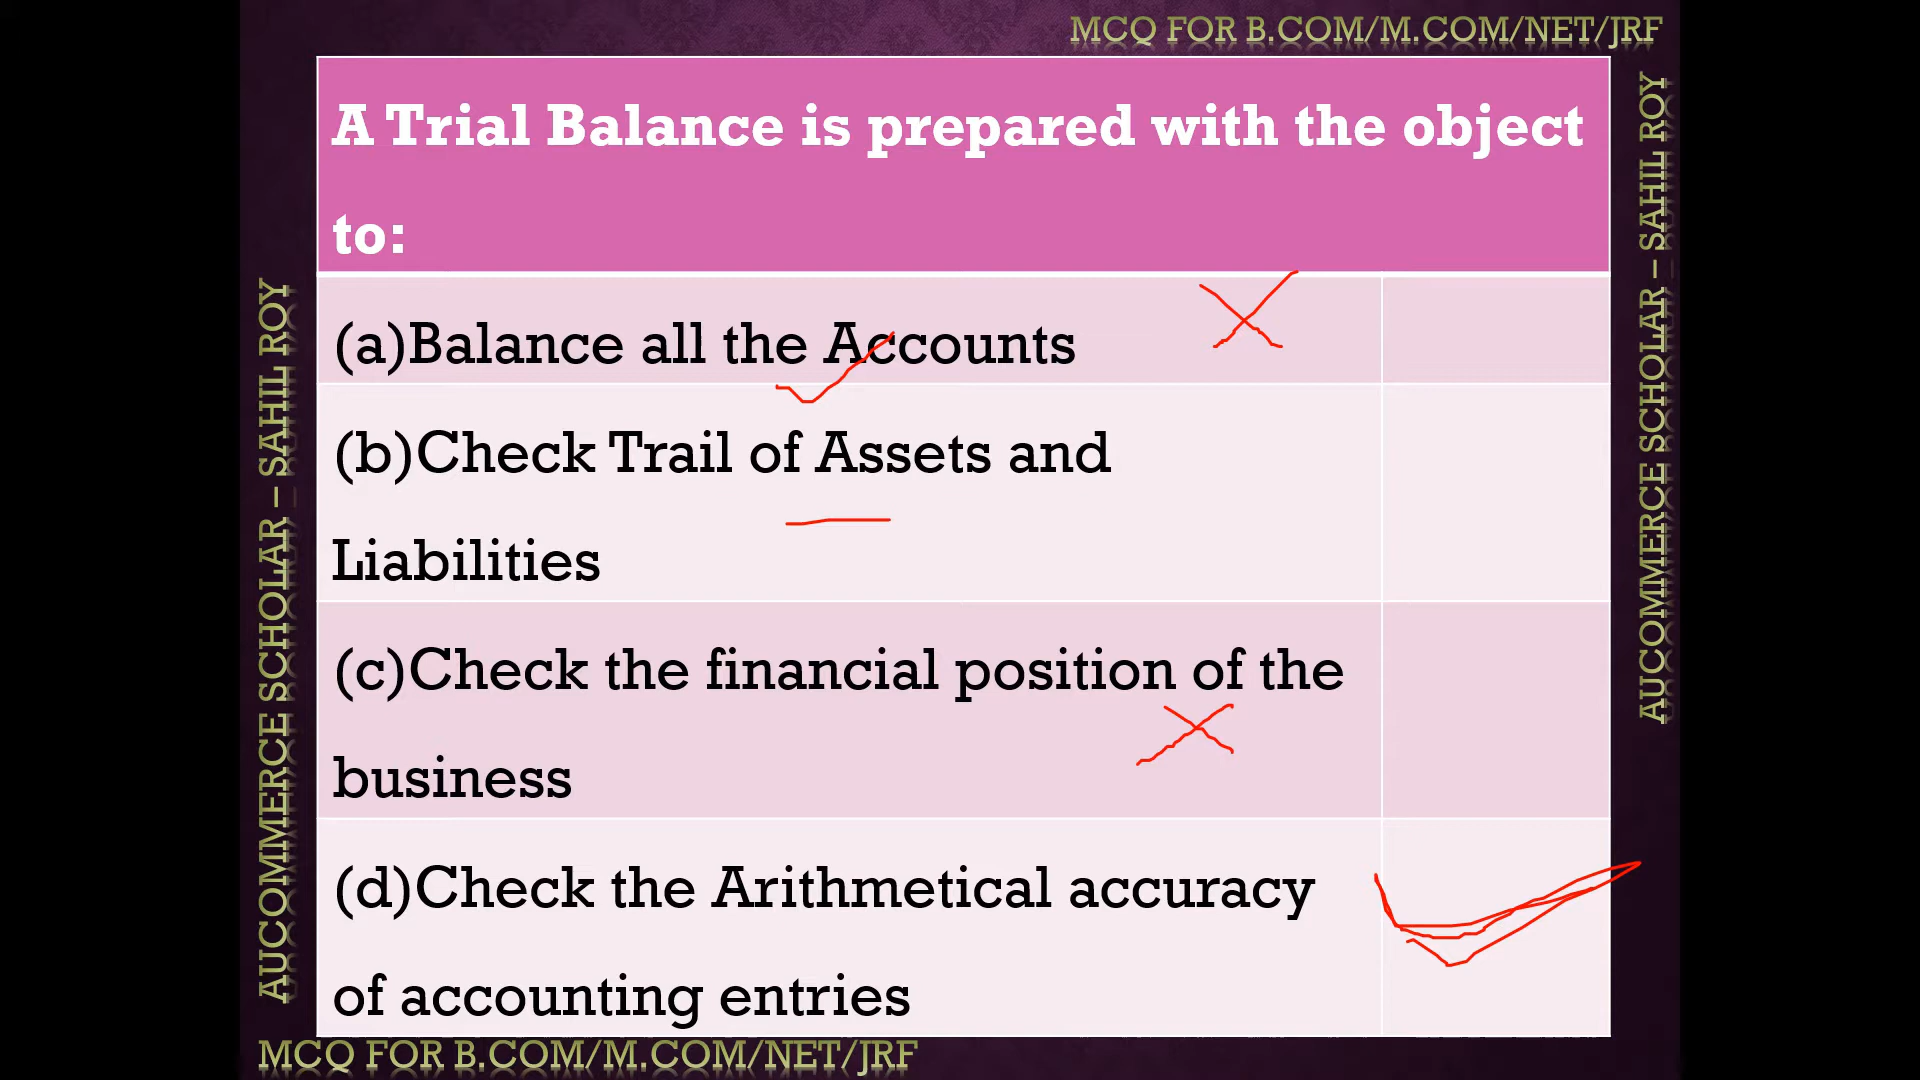 MCQ FOR B.COM/M.COM/NET/JRF
A Trial Balance is prepared with the object
to:
(a)Balance all the Accounts
(b)Check Trail of Assets and
Liabilities
(c)Check the financial position of the
business
(d)Check the Arithmetical accuracy
of accounting entries
AUCOMMERCE SCHOLAR – SAHIL ROY
AUCOMMERCE SCHOLAR – SAHIL ROY
MCQ FOR B.COM/M.COM/NET/JRF